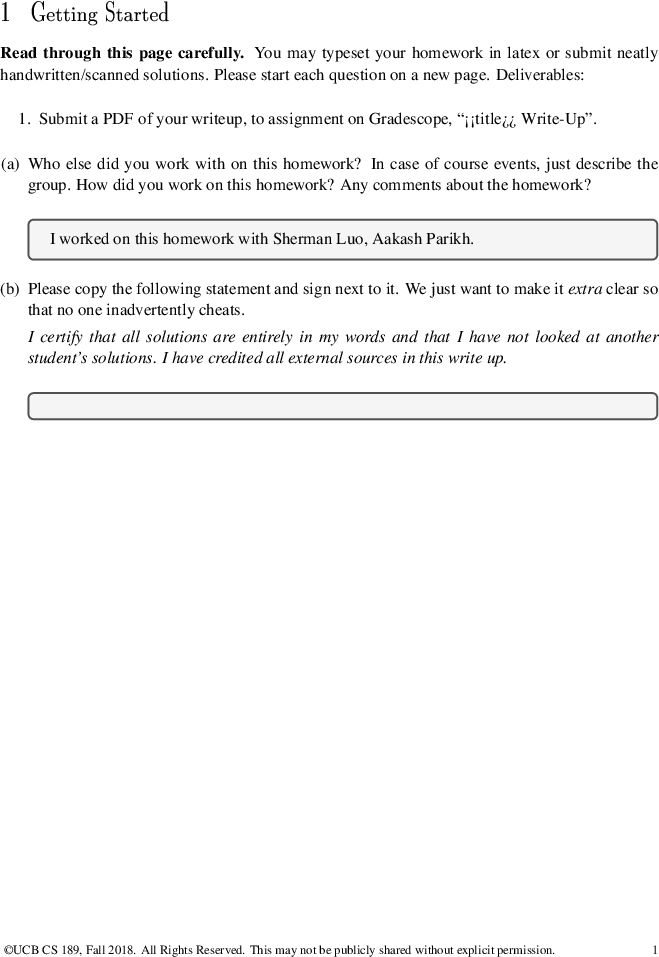 1 Getting Started
Read through this page carefully. You may typeset your homework in latex or submit neatly
handwritten/scanned solutions. Please start each question on a new page. Deliverables:
1. Submit a PDF of your writeup, to assignment on Gradescope, “¡¡title¿¿ Write-Up”.
(a) Who else did you work with on this homework? In case of course events, just describe the
group. How did you work on this homework? Any comments about the homework?
I worked on this homework with Sherman Luo, Aakash Parikh.
(b) Please copy the following statement and sign next to it. We just want to make it extra clear so
that no one inadvertently cheats.
I certify that all solutions are entirely in my words and that I have not looked at another
student’s solutions. I have credited all external sources in this write up.
©UCB CS 189, Fall 2018. All Rights Reserved. This may not be publicly shared without explicit permission. 1